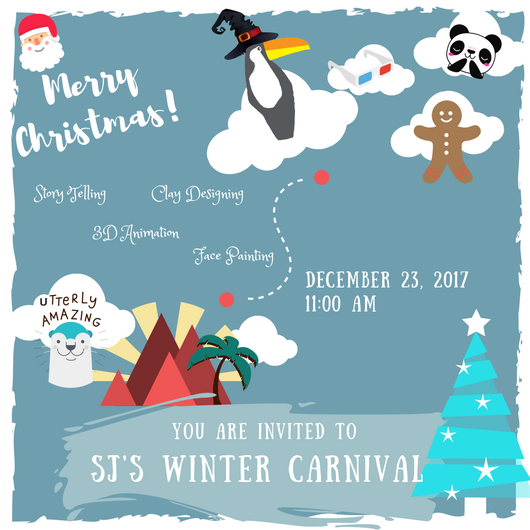 Merry
Christmas!
Story Telling
Clay Designing
3D Animation
Face Painting
DECEMBER 23, 2017
11:00 AM
UTTERLY
AMAZING
YOU ARE INVITED TO
SJ'S WINTER CARNIVAL